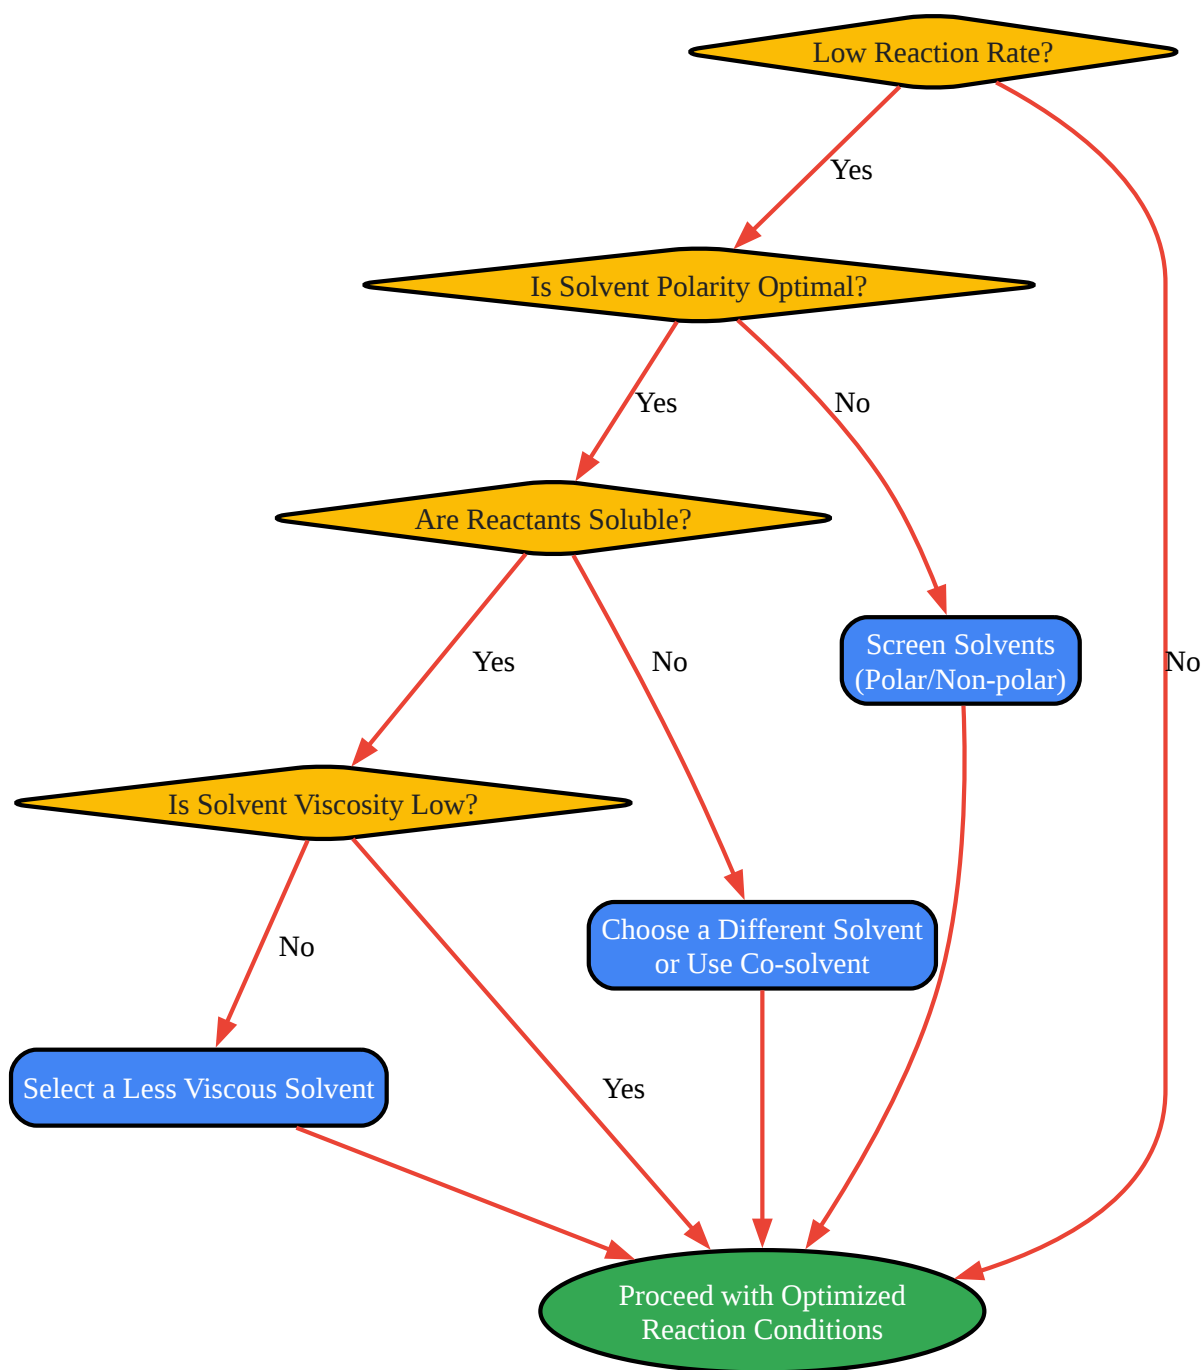 Low Reaction Rate?
Yes
Is Solvent Polarity Optimal?
Yes
No
Are Reactants Soluble?
Screen Solvents
(Polar/Non-polar)
Yes
No
No
Is Solvent Viscosity Low?
Choose a Different Solvent
or Use Co-solvent
No
Select a Less Viscous Solvent
Yes
Proceed with Optimized
Reaction Conditions